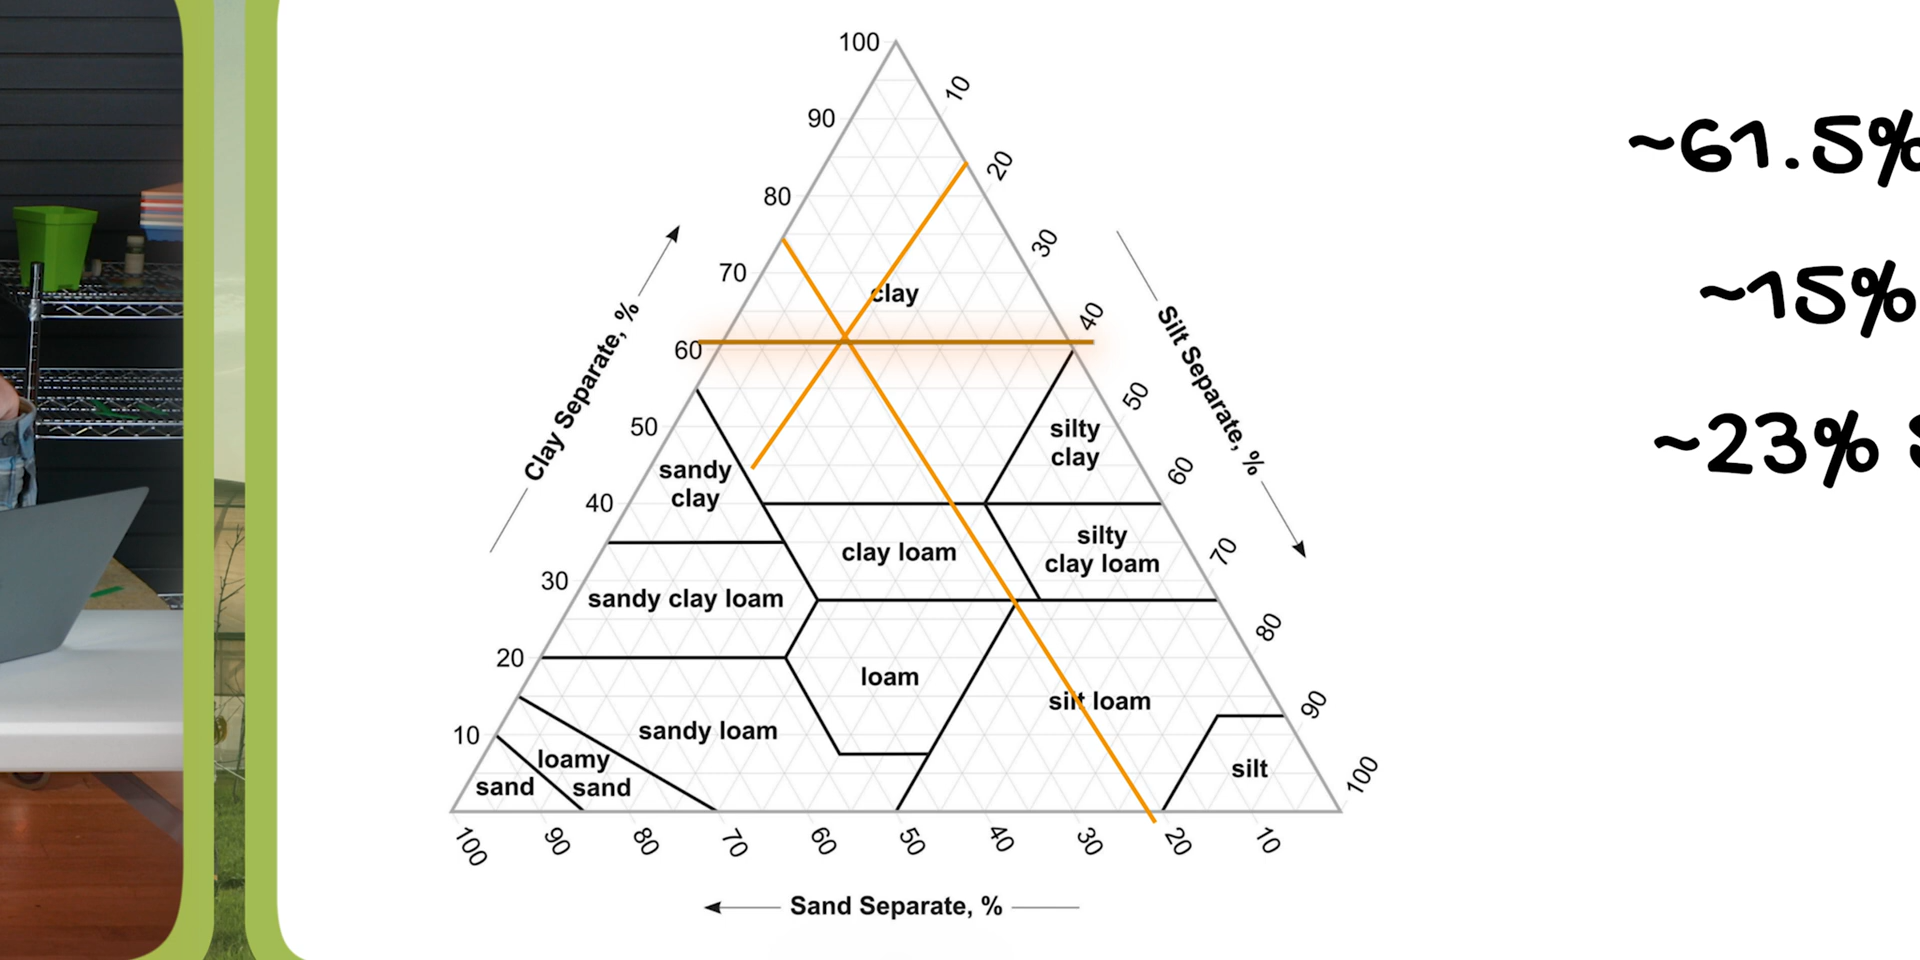 100
90
80
70
60
50
40
30
20
10
Clay Separate, %
10
20
30
40
50
60
70
80
90
100
Silt Separate, %
clay
silty
clay
sandy
clay
clay loam
silty
clay loam
sandy clay loam
loam
silt loam
sandy loam
loamy
sand
sand
silt
100
90
80
70
60
50
40
30
20
10
Sand Separate, %
~61.5%
~15%
~23%